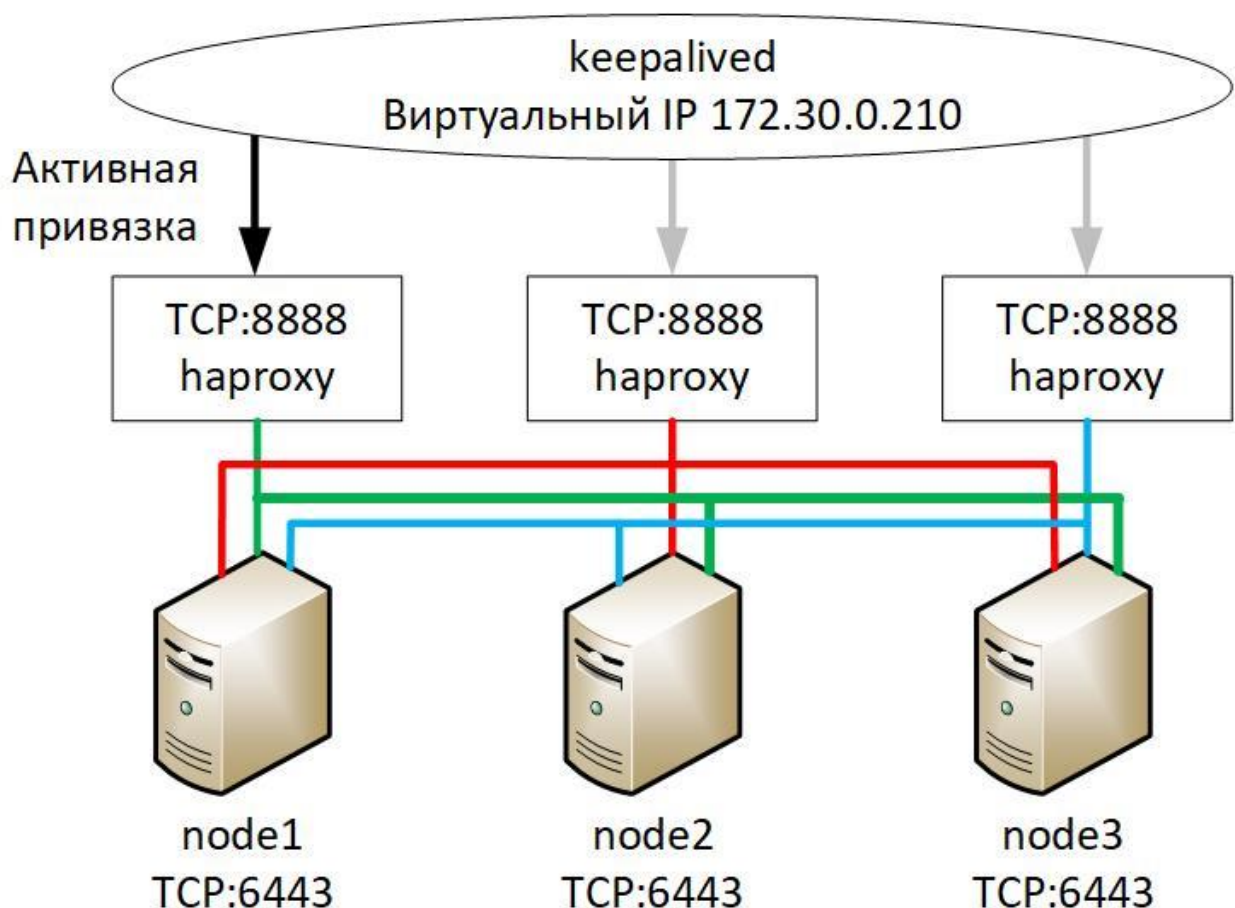 keepalived
Виртуальный IP 172.30.0.210
Активная
привязка
TCP:8888
haproxy
TCP:8888
haproxy
TCP:8888
haproxy
node1
TCP:6443
node2
TCP:6443
node3
TCP:6443